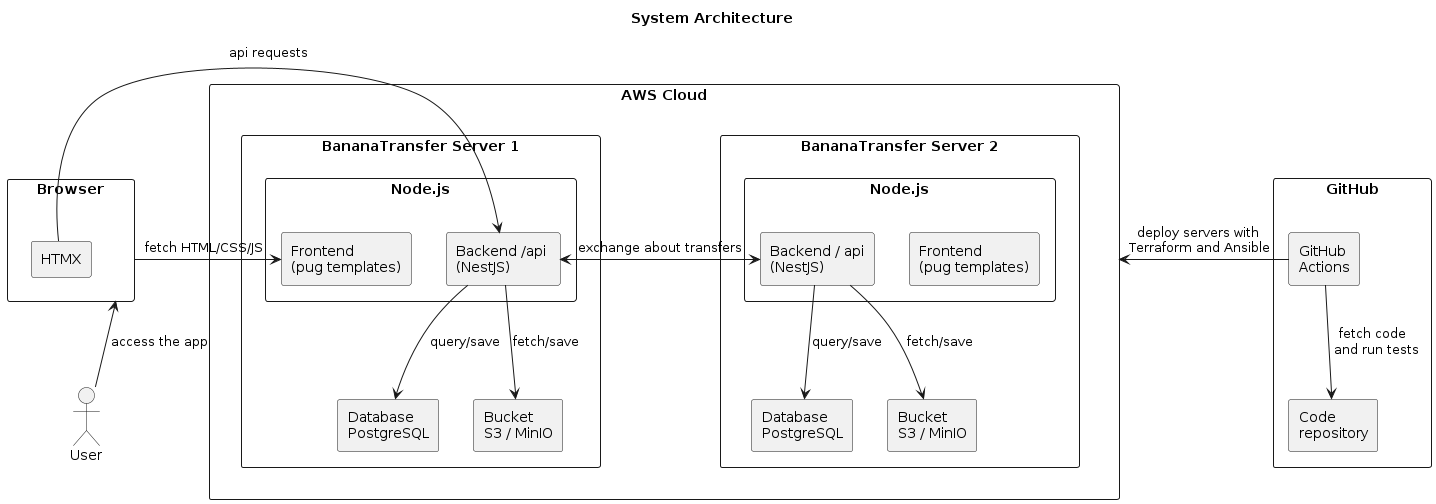 System Architecture
api requests
AWS Cloud
BananaTransfer Server 1
BananaTransfer Server 2
Browser
Node.js
Node.js
GitHub
HTMX
fetch HTML/CSS/JS
Frontend
(pug templates)
Backend /api
(NestJS)
exchange about transfers
Backend / api
(NestJS)
Frontend
(pug templates)
deploy servers with
Terraform and Ansible
GitHub
Actions
access the app
query/save
fetch/save
query/save
fetch/save
fetch code
and run tests
User
Database
PostgreSQL
Bucket
S3 / MinIO
Database
PostgreSQL
Bucket
S3 / MinIO
Code
repository